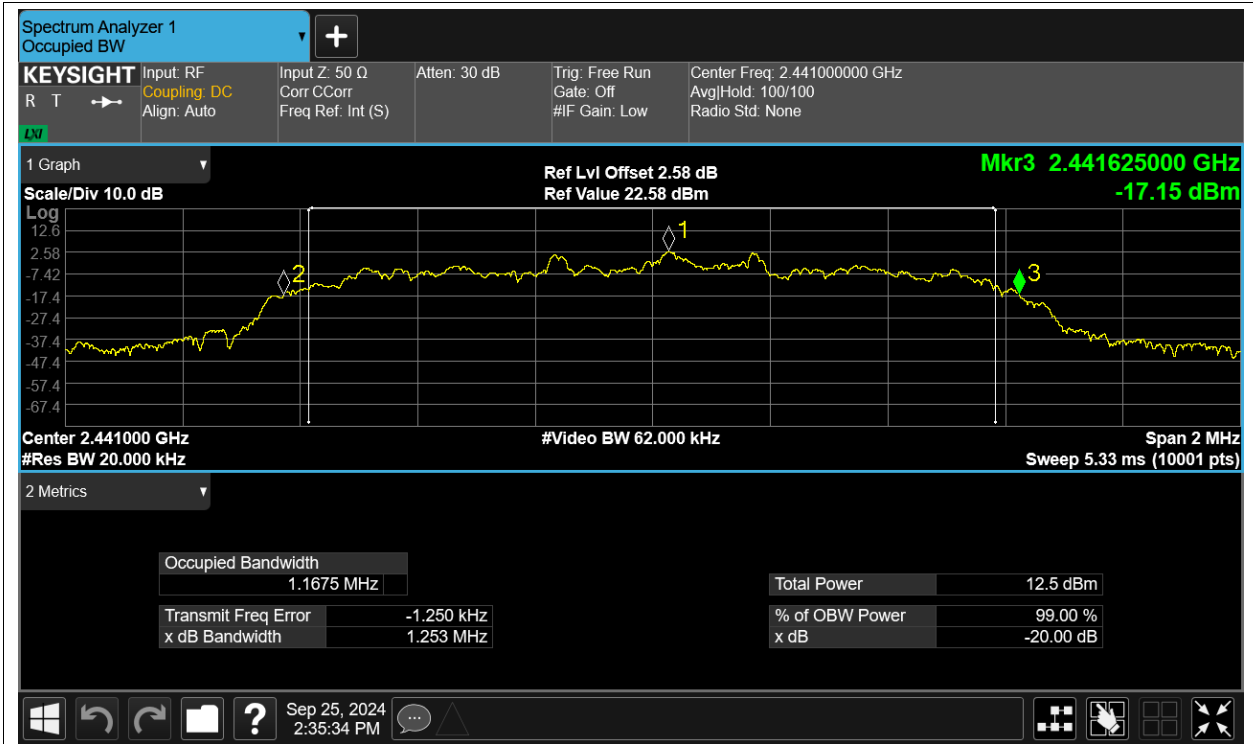 Spectrum Analyzer 1
Occupied BW
KEYSIGHT
R T
LXI
Input: RF
Coupling: DC
Align: Auto
Input Z: 50 Ω
Corr CCorr
Freq Ref: Int (S)
Atten: 30 dB
Trig: Free Run
Gate: Off
#IF Gain: Low
Center Freq: 2.441000000 GHz
Avg|Hold: 100/100
Radio Std: None
1 Graph
Scale/Div 10.0 dB
Ref Lvl Offset 2.58 dB
Ref Value 22.58 dBm
Mkr3 2.441625000 GHz
-17.15 dBm
Log
12.6
2.58
-7.42
-17.4
-27.4
-37.4
-47.4
-57.4
-67.4
1
2
3
Center 2.441000 GHz
#Res BW 20.000 kHz
#Video BW 62.000 kHz
Span 2 MHz
Sweep 5.33 ms (10001 pts)
2 Metrics
Occupied Bandwidth
1.1675 MHz
Transmit Freq Error -1.250 kHz
x dB Bandwidth 1.253 MHz
Total Power 12.5 dBm
% of OBW Power 99.00 %
x dB -20.00 dB
?
Sep 25, 2024
2:35:34 PM